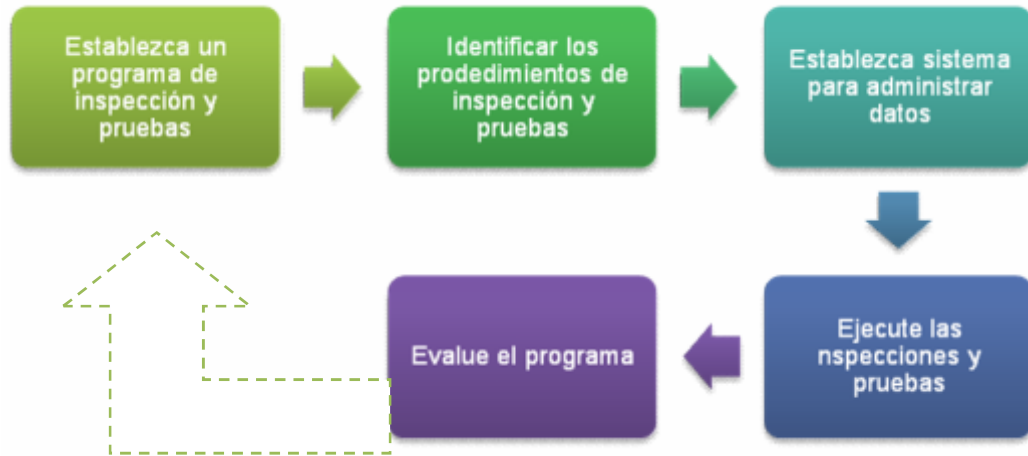 Establezca un
programa de
inspección y
pruebas
Identificar los
prodedimientos de
inspección y
pruebas
Establezca sistema
para administrar
datos
Ejecute las
nspecciones y
pruebas
Evalue el programa